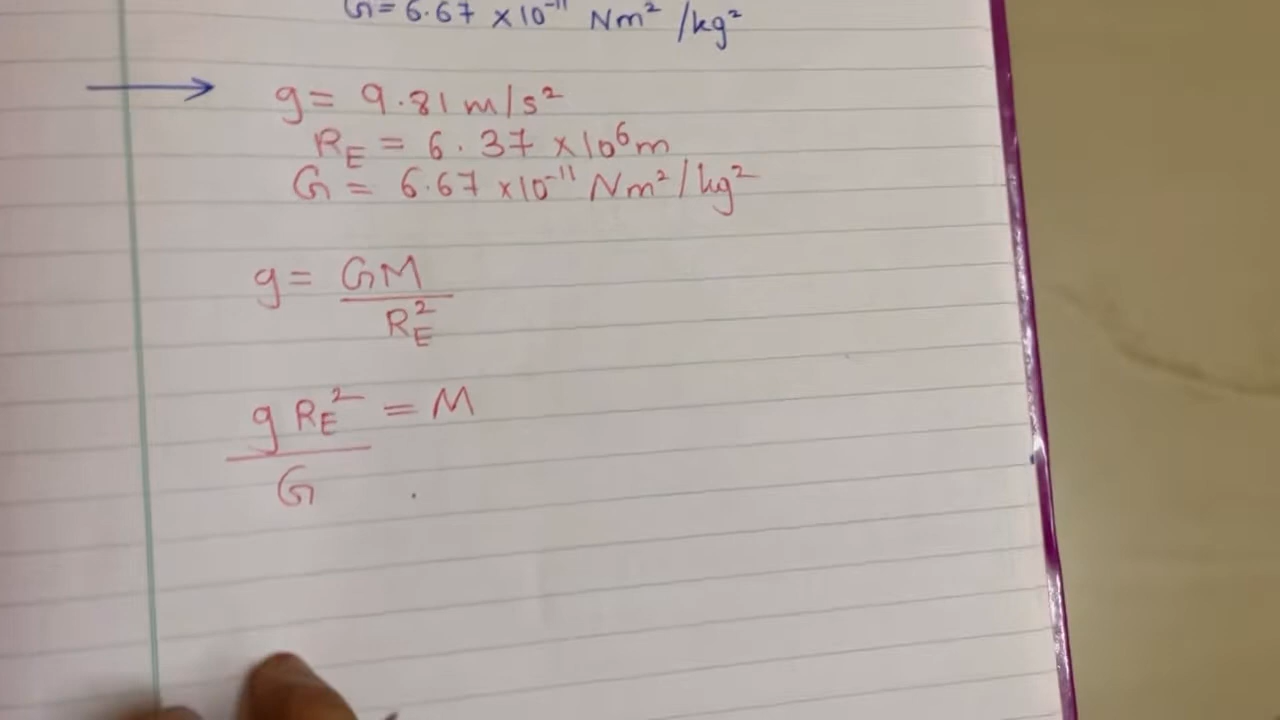 G = 6.67 ×10⁻¹¹ Nm² /kg²
g = 9.81 m/s²
R_E = 6.37 ×10⁶m
G = 6.67 ×10⁻¹¹ Nm²/kg²
g = GM
R_E²
g R_E² = M
G